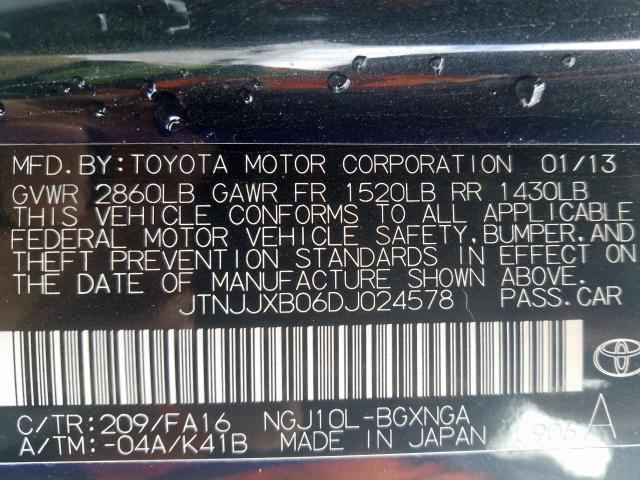 MFD. BY: TOYOTA MOTOR CORPORATION 01/13
GVWR 2860LB GAWR FR 1520LB RR 1430LB
THIS VEHICLE CONFORMS TO ALL APPLICABLE
FEDERAL MOTOR VEHICLE SAFETY, BUMPER, AND
THEFT PREVENTION STANDARDS IN EFFECT ON
THE DATE OF MANUFACTURE SHOWN ABOVE.
JTNJJXB06DJ024578 PASS. CAR
C/TR: 209/FA16 NGJ10L-BGXNGA
A/TM: -04A/K41B MADE IN JAPAN 906 A